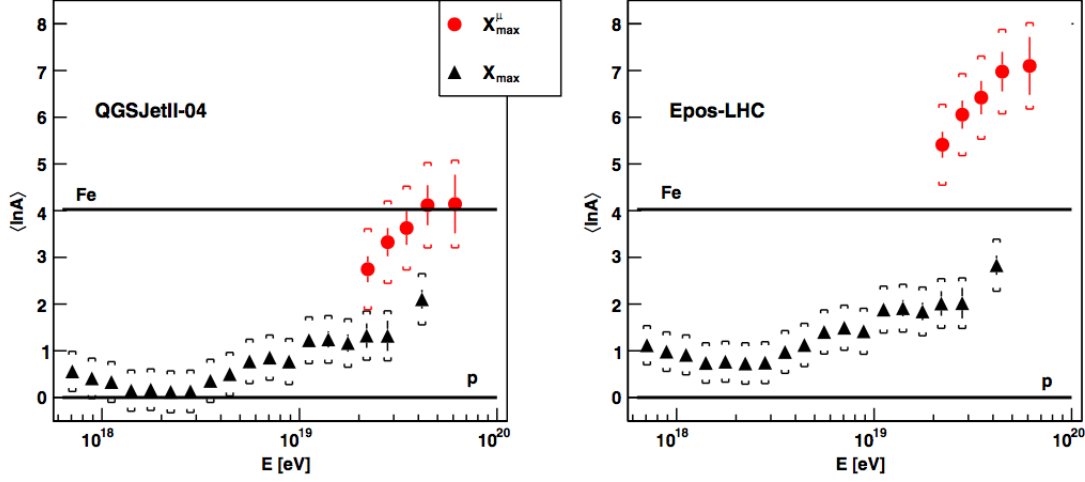 8
7
6
5
4
3
2
1
0
⟨lnA⟩
QGSJetII-04
X^μ_max
X_max
Fe
p
10^18
10^19
10^20
E [eV]
8
7
6
5
4
3
2
1
0
⟨lnA⟩
Epos-LHC
Fe
p
10^18
10^19
10^20
E [eV]